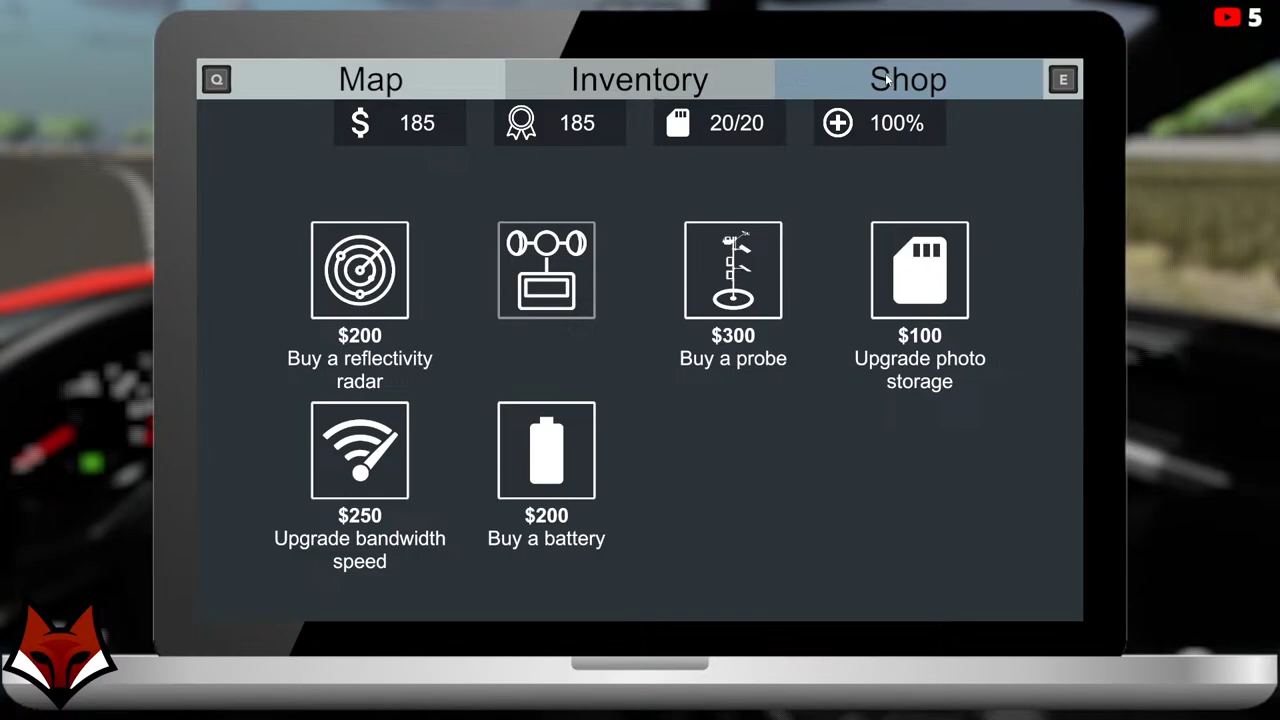 5
Q
Map
Inventory
Shop
E
$ 185
185
20/20
100%
$200
Buy a reflectivity
radar
$300
Buy a probe
$100
Upgrade photo
storage
$250
Upgrade bandwidth
speed
$200
Buy a battery